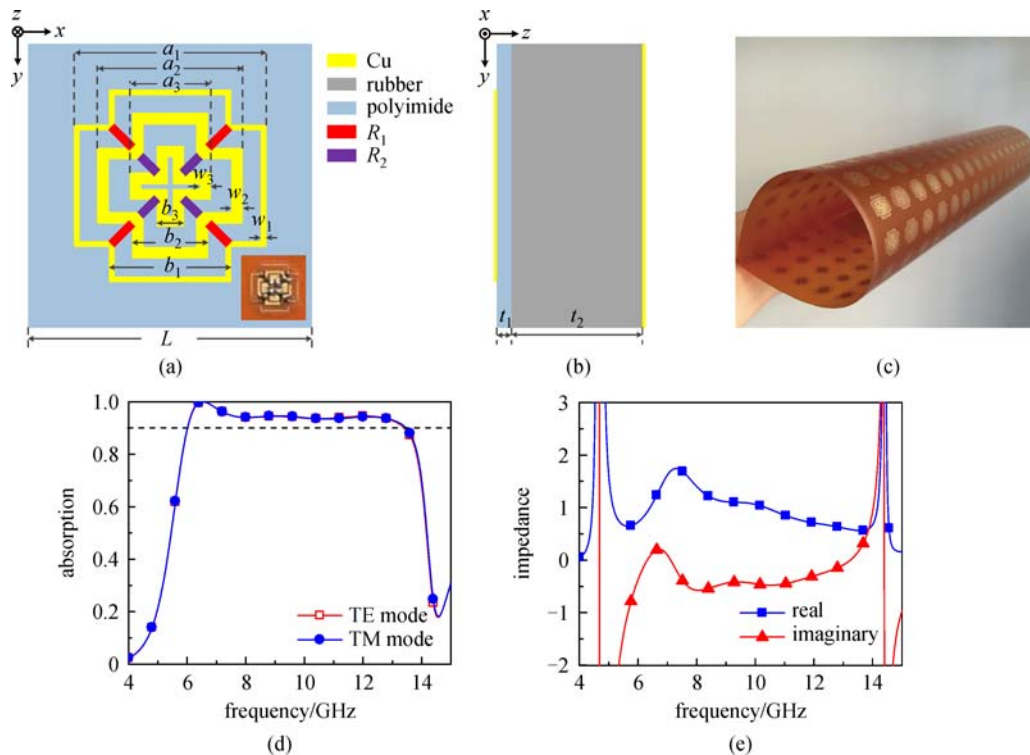 z
x
y
a₁
a₂
a₃
w₃
w₂
w₁
b₃
b₂
b₁
L
(a)
Cu
rubber
polyimide
R₁
R₂
x
z
y
t₁
t₂
(b)
(c)
1.0
0.8
0.6
0.4
0.2
0
absorption
TE mode
TM mode
4 6 8 10 12 14
frequency/GHz
(d)
3
2
1
0
−1
−2
impedance
real
imaginary
4 6 8 10 12 14
frequency/GHz
(e)